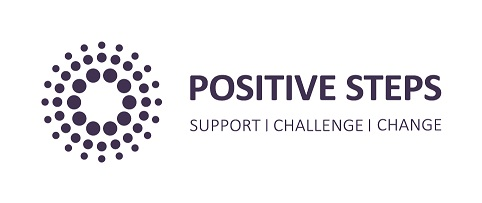 POSITIVE STEPS
SUPPORT | CHALLENGE | CHANGE